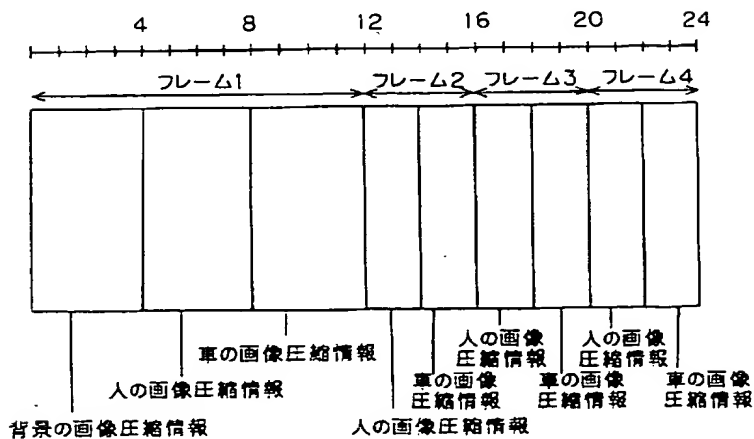 4 8 12 16 20 24
フレーム1 フレーム2 フレーム3 フレーム4
車の画像圧縮情報
人の画像圧縮情報
背景の画像圧縮情報
人の画像圧縮情報
車の画像
圧縮情報
人の画像
圧縮情報
車の画像
圧縮情報
人の画像
圧縮情報
車の画像
圧縮情報